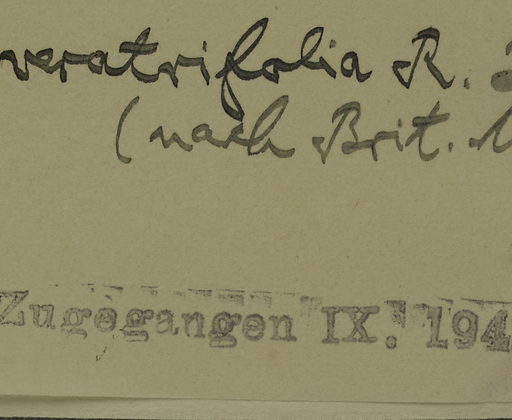 veratrifolia R.
(nach Brit.
Zugegangen IX. 194